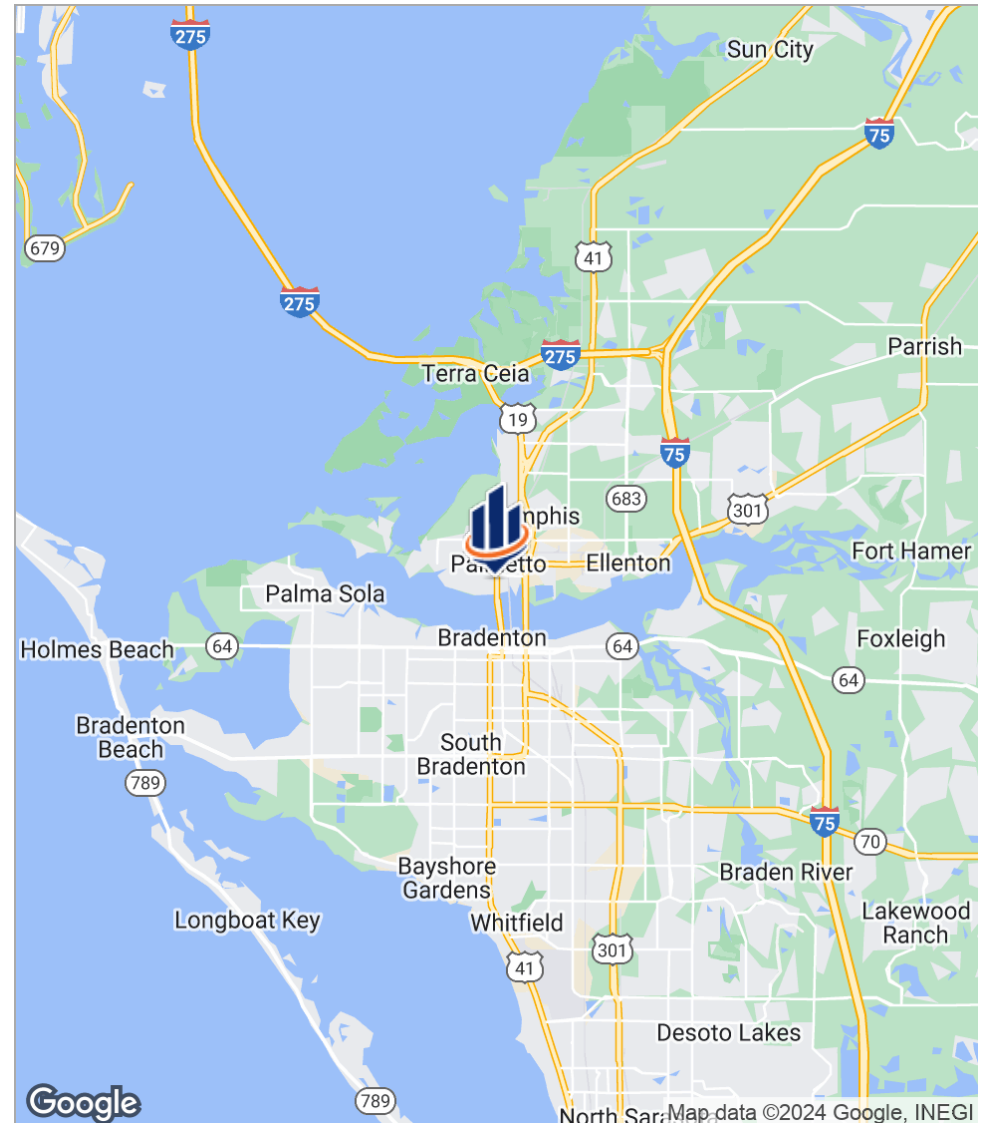 275
Sun City
75
679
41
275
275
Parrish
Terra Ceia
19
75
683
301
Fort Hamer
Ellenton
Palma Sola
Bradenton
Holmes Beach
64
64
Foxleigh
64
Bradenton
Beach
South
Bradenton
789
75
70
Bayshore
Gardens
Braden River
Longboat Key
Whitfield
Lakewood
Ranch
301
41
Desoto Lakes
789
Google
North
Map data ©2024 Google, INEGI